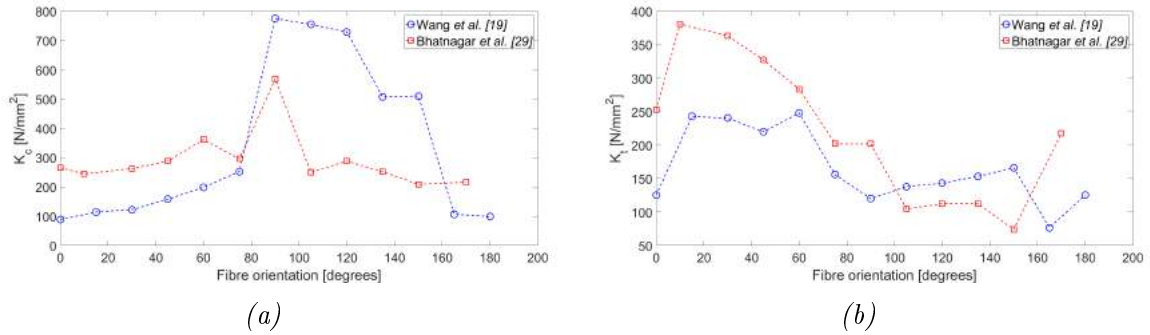 800
700
600
500
400
300
200
100
0
K_c [N/mm²]
0 20 40 60 80 100 120 140 160 180 200
Fibre orientation [degrees]
Wang et al. [19]
Bhatnagar et al. [29]
(a)
400
350
300
250
200
150
100
50
K_t [N/mm²]
0 20 40 60 80 100 120 140 160 180 200
Fibre orientation [degrees]
Wang et al. [19]
Bhatnagar et al. [29]
(b)